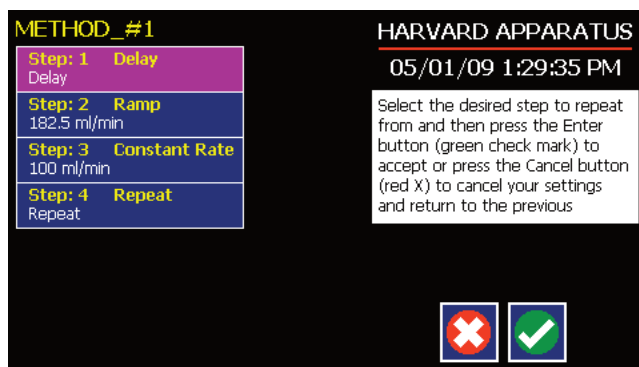 METHOD_#1
Step: 1 Delay
Delay
Step: 2 Ramp
182.5 ml/min
Step: 3 Constant Rate
100 ml/min
Step: 4 Repeat
Repeat
HARVARD APPARATUS
05/01/09 1:29:35 PM
Select the desired step to repeat
from and then press the Enter
button (green check mark) to
accept or press the Cancel button
(red X) to cancel your settings
and return to the previous